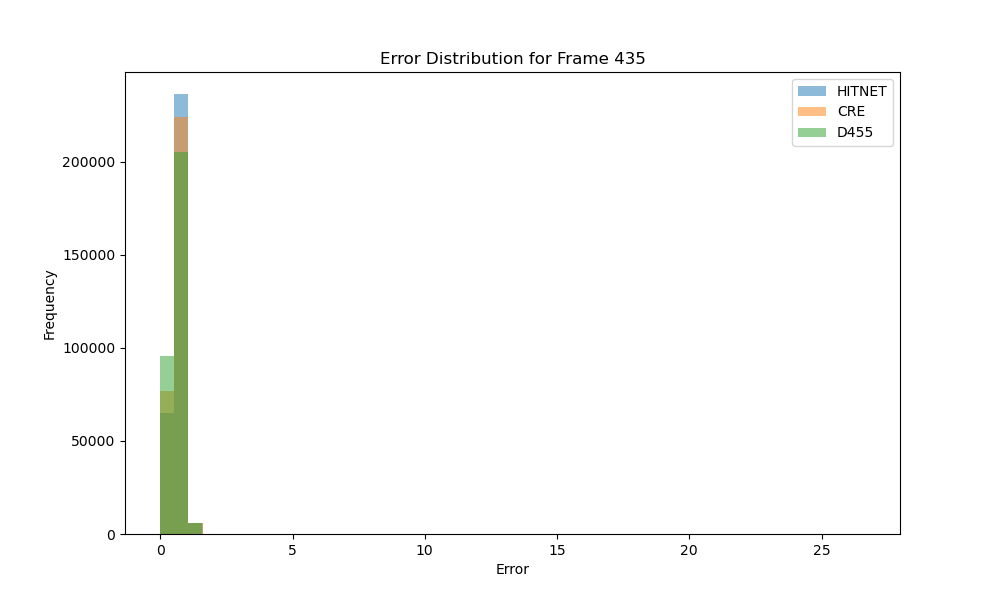 Error Distribution for Frame 435
HITNET
CRE
D455
200000
150000
100000
50000
0
Frequency
0 5 10 15 20 25
Error